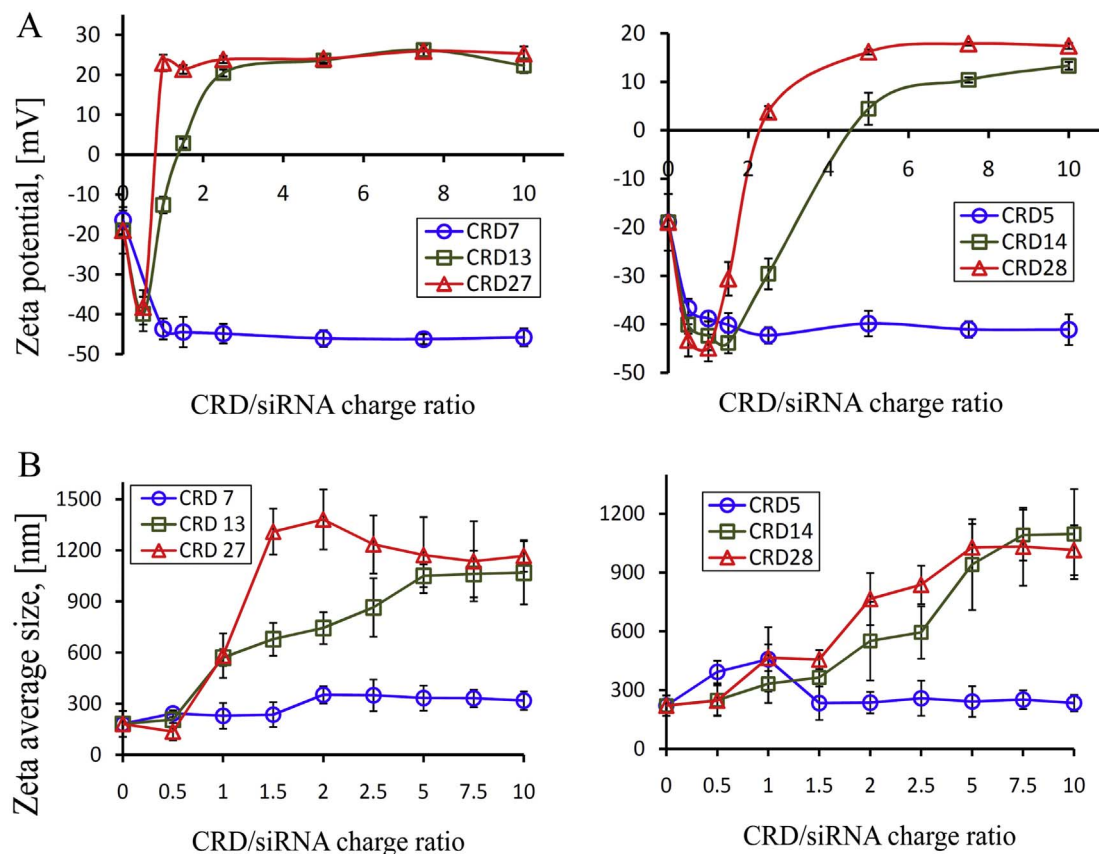 A
Zeta potential, [mV]
30
20
10
0
-10
-20
-30
-40
-50
0 2 4 6 8 10
CRD7
CRD13
CRD27
CRD/siRNA charge ratio
20
10
0
-10
-20
-30
-40
-50
0 2 4 6 8 10
CRD5
CRD14
CRD28
CRD/siRNA charge ratio
B
Zeta average size, [nm]
1500
1200
900
600
300
0
CRD 7
CRD 13
CRD 27
0 0.5 1 1.5 2 2.5 5 7.5 10
CRD/siRNA charge ratio
1200
900
600
300
0
CRD5
CRD14
CRD28
0 0.5 1 1.5 2 2.5 5 7.5 10
CRD/siRNA charge ratio